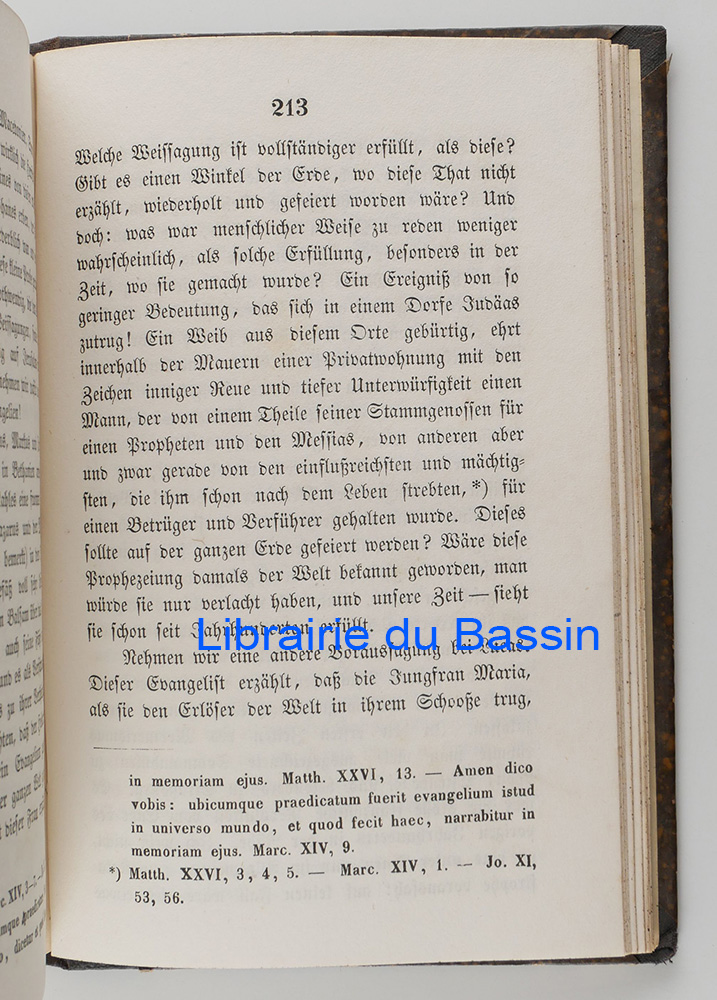 213
Welche Weissagung ist vollständiger erfüllt, als diese?
Gibt es einen Winkel der Erde, wo diese That nicht
erzählt, wiederholt und gefeiert worden wäre? Und
doch: was war menschlicher Weise zu reden weniger
wahrscheinlich, als solche Erfüllung, besonders in der
Zeit, wo sie gemacht wurde? Ein Ereigniß von so
geringer Bedeutung, das sich in einem Dorfe Judäas
zutrug! Ein Weib aus diesem Orte gebürtig, ehrt
innerhalb der Mauern einer Privatwohnung mit den
Zeichen inniger Reue und tiefer Unterwürfigkeit einen
Mann, der von einem Theile seiner Stammgenossen für
einen Propheten und den Messias, von anderen aber
und zwar gerade von den einflußreichsten und mächtig-
sten, die ihm schon nach dem Leben strebten,*) für
einen Betrüger und Verführer gehalten wurde. Dieses
sollte auf der ganzen Erde gefeiert werden? Wäre diese
Prophezeiung damals der Welt bekannt geworden, man
würde sie nur verlacht haben, und unsere Zeit — sieht
sie schon seit Jahrhunderten erfüllt.
Librairie du Bassin
Nehmen wir eine andere Voraussagung bei Lucas.
Dieser Evangelist erzählt, daß die Jungfrau Maria,
als sie den Erlöser der Welt in ihrem Schooße trug,
in memoriam ejus. Matth. XXVI, 13. — Amen dico
vobis: ubicumque praedicatum fuerit evangelium istud
in universo mundo, et quod fecit haec, narrabitur in
memoriam ejus. Marc. XIV, 9.
*) Matth. XXVI, 3, 4, 5. — Marc. XIV, 1. — Jo. XI,
53, 56.